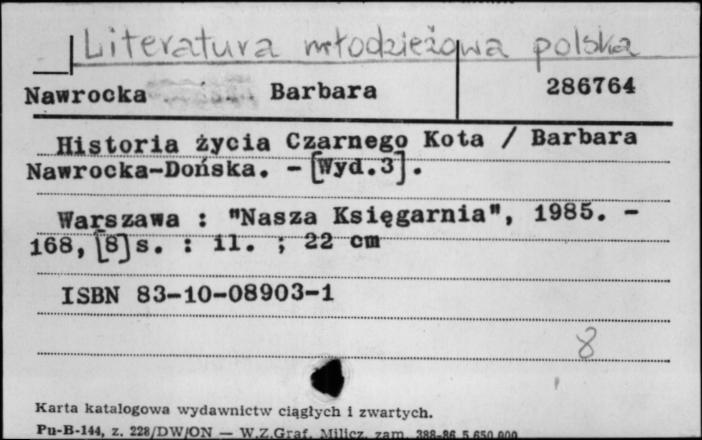 Literatura młodzieżowa polska
Nawrocka Barbara 286764
Historia życia Czarnego Kota / Barbara
Nawrocka-Dońska. - [Wyd.3].
Warszawa : "Nasza Księgarnia", 1985. -
168, [8] s. : il. ; 22 cm
ISBN 83-10-08903-1
8
Karta katalogowa wydawnictw ciągłych i zwartych.
Pu-B-144, z. 228/DW/ON — W.Z.Graf. Milicz, zam. 388-86 5.650.000